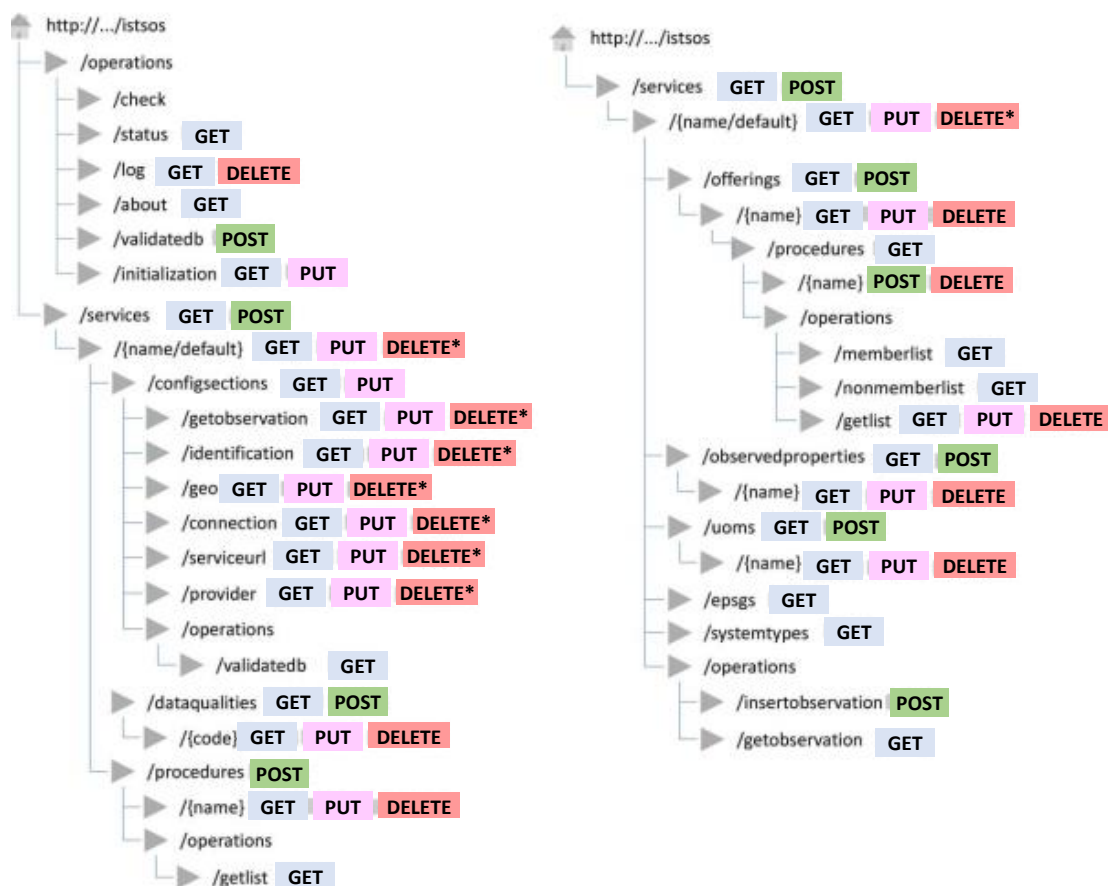 http://.../istsos
/operations
/check
/status GET
/log GET DELETE
/about GET
/validatedb POST
/initialization GET PUT
/services GET POST
/{name/default} GET PUT DELETE*
/configsections GET PUT
/getobservation GET PUT DELETE*
/identification GET PUT DELETE*
/geo GET PUT DELETE*
/connection GET PUT DELETE*
/serviceurl GET PUT DELETE*
/provider GET PUT DELETE*
/operations
/validatedb GET
/dataqualities GET POST
/{code} GET PUT DELETE
/procedures POST
/{name} GET PUT DELETE
/operations
/getlist GET
http://.../istsos
/services GET POST
/{name/default} GET PUT DELETE*
/offerings GET POST
/{name} GET PUT DELETE
/procedures GET
/{name} POST DELETE
/operations
/memberlist GET
/nonmemberlist GET
/getlist GET PUT DELETE
/observedproperties GET POST
/{name} GET PUT DELETE
/uoms GET POST
/{name} GET PUT DELETE
/epsgs GET
/systemtypes GET
/operations
/insertobservation POST
/getobservation GET